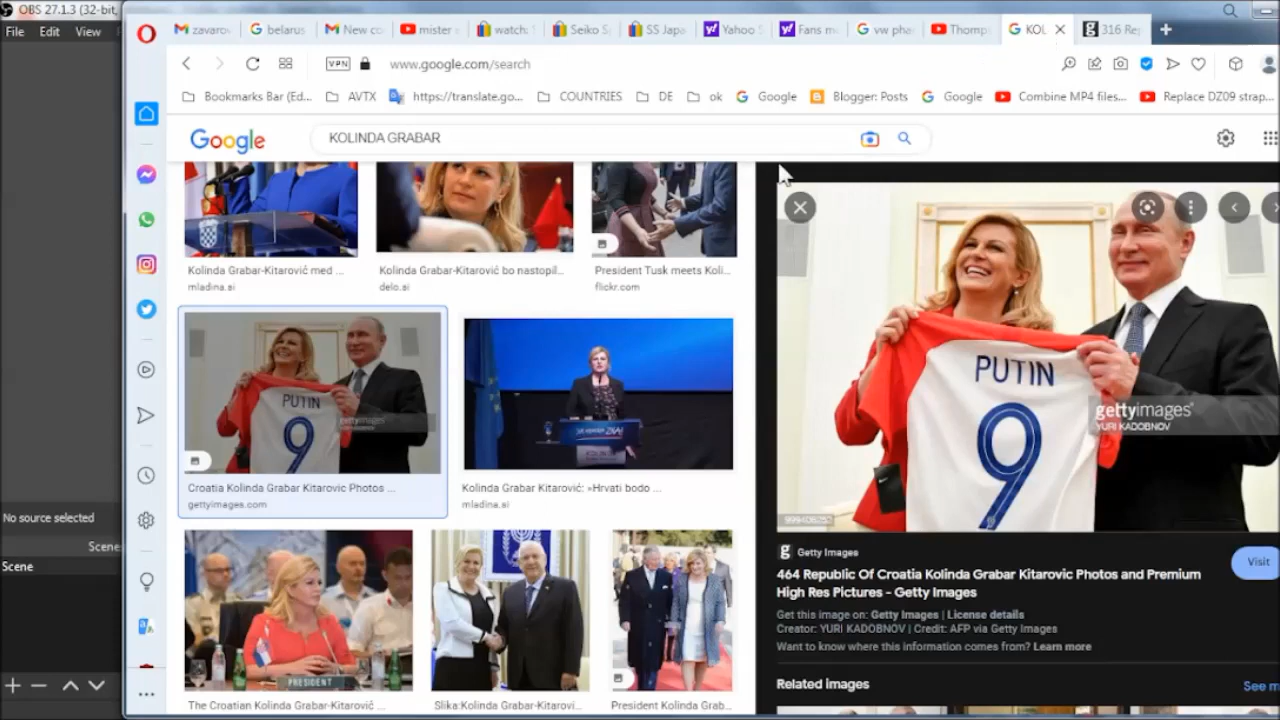 OBS 27.1.3 (32-bit,
File Edit View
No source selected
Scene
Scene
zavarov
belarus
New co
mister
watch:
Seiko S
SS Japa
Yahoo S
Fans m
vw pha
Thomp
KOL
316 Re
VPN
www.google.com/search
Bookmarks Bar (Ed...
AVTX
https://translate.go...
COUNTRIES
DE
ok
Google
Blogger: Posts
Google
Combine MP4 files...
Replace DZ09 strap...
Google
KOLINDA GRABAR
Kolinda Grabar-Kitarović med ...
mladina.si
Kolinda Grabar-Kitarović bo nastopil...
delo.si
President Tusk meets Koli...
flickr.com
PUTIN
9
gettyimages
Croatia Kolinda Grabar Kitarovic Photos ...
gettyimages.com
Kolinda Grabar Kitarović: »Hrvati bodo ...
mladina.si
PRESIDENT
The Croatian Kolinda Grabar-Kitarović ...
Slika:Kolinda Grabar-Kitarovi...
President Kolinda Grab...
PUTIN
9
gettyimages
YURI KADOBNOV
Getty Images
Visit
464 Republic Of Croatia Kolinda Grabar Kitarovic Photos and Premium
High Res Pictures - Getty Images
Get this image on: Getty Images | License details
Creator: YURI KADOBNOV | Credit: AFP via Getty Images
Want to know where this information comes from? Learn more
Related images
See m